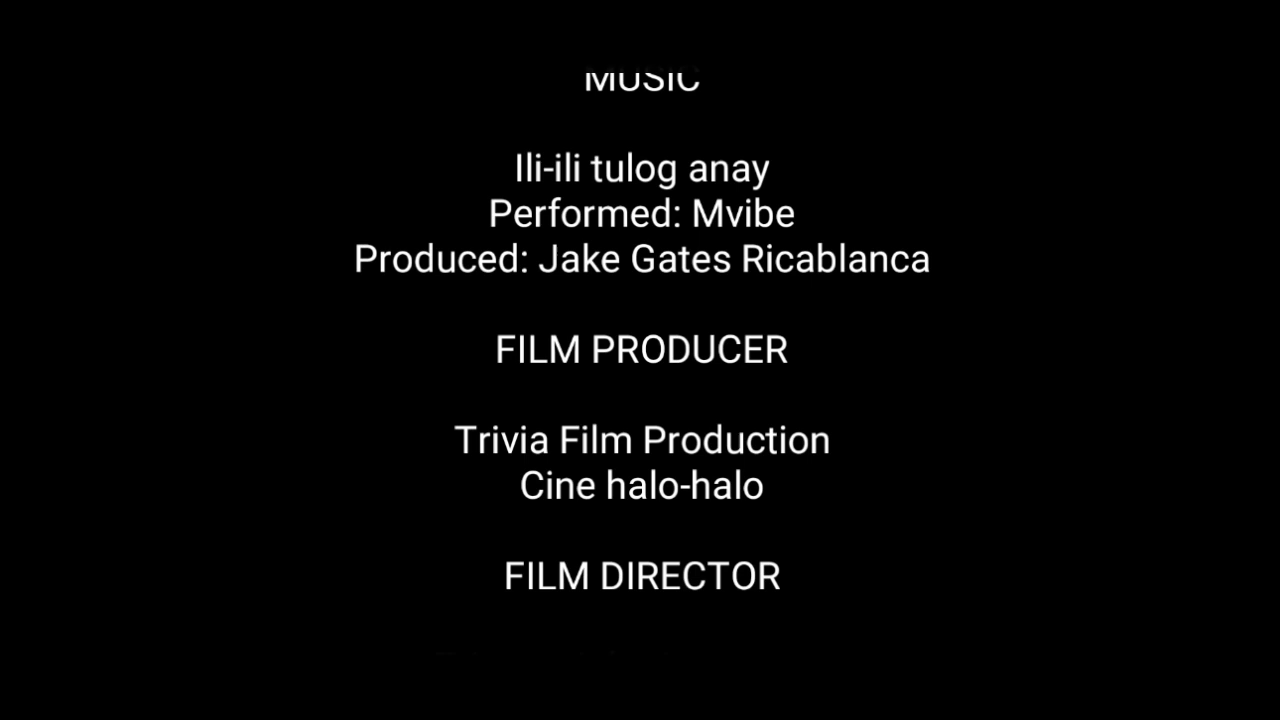 MUSIC
Ili-ili tulog anay
Performed: Mvibe
Produced: Jake Gates Ricablanca
FILM PRODUCER
Trivia Film Production
Cine halo-halo
FILM DIRECTOR